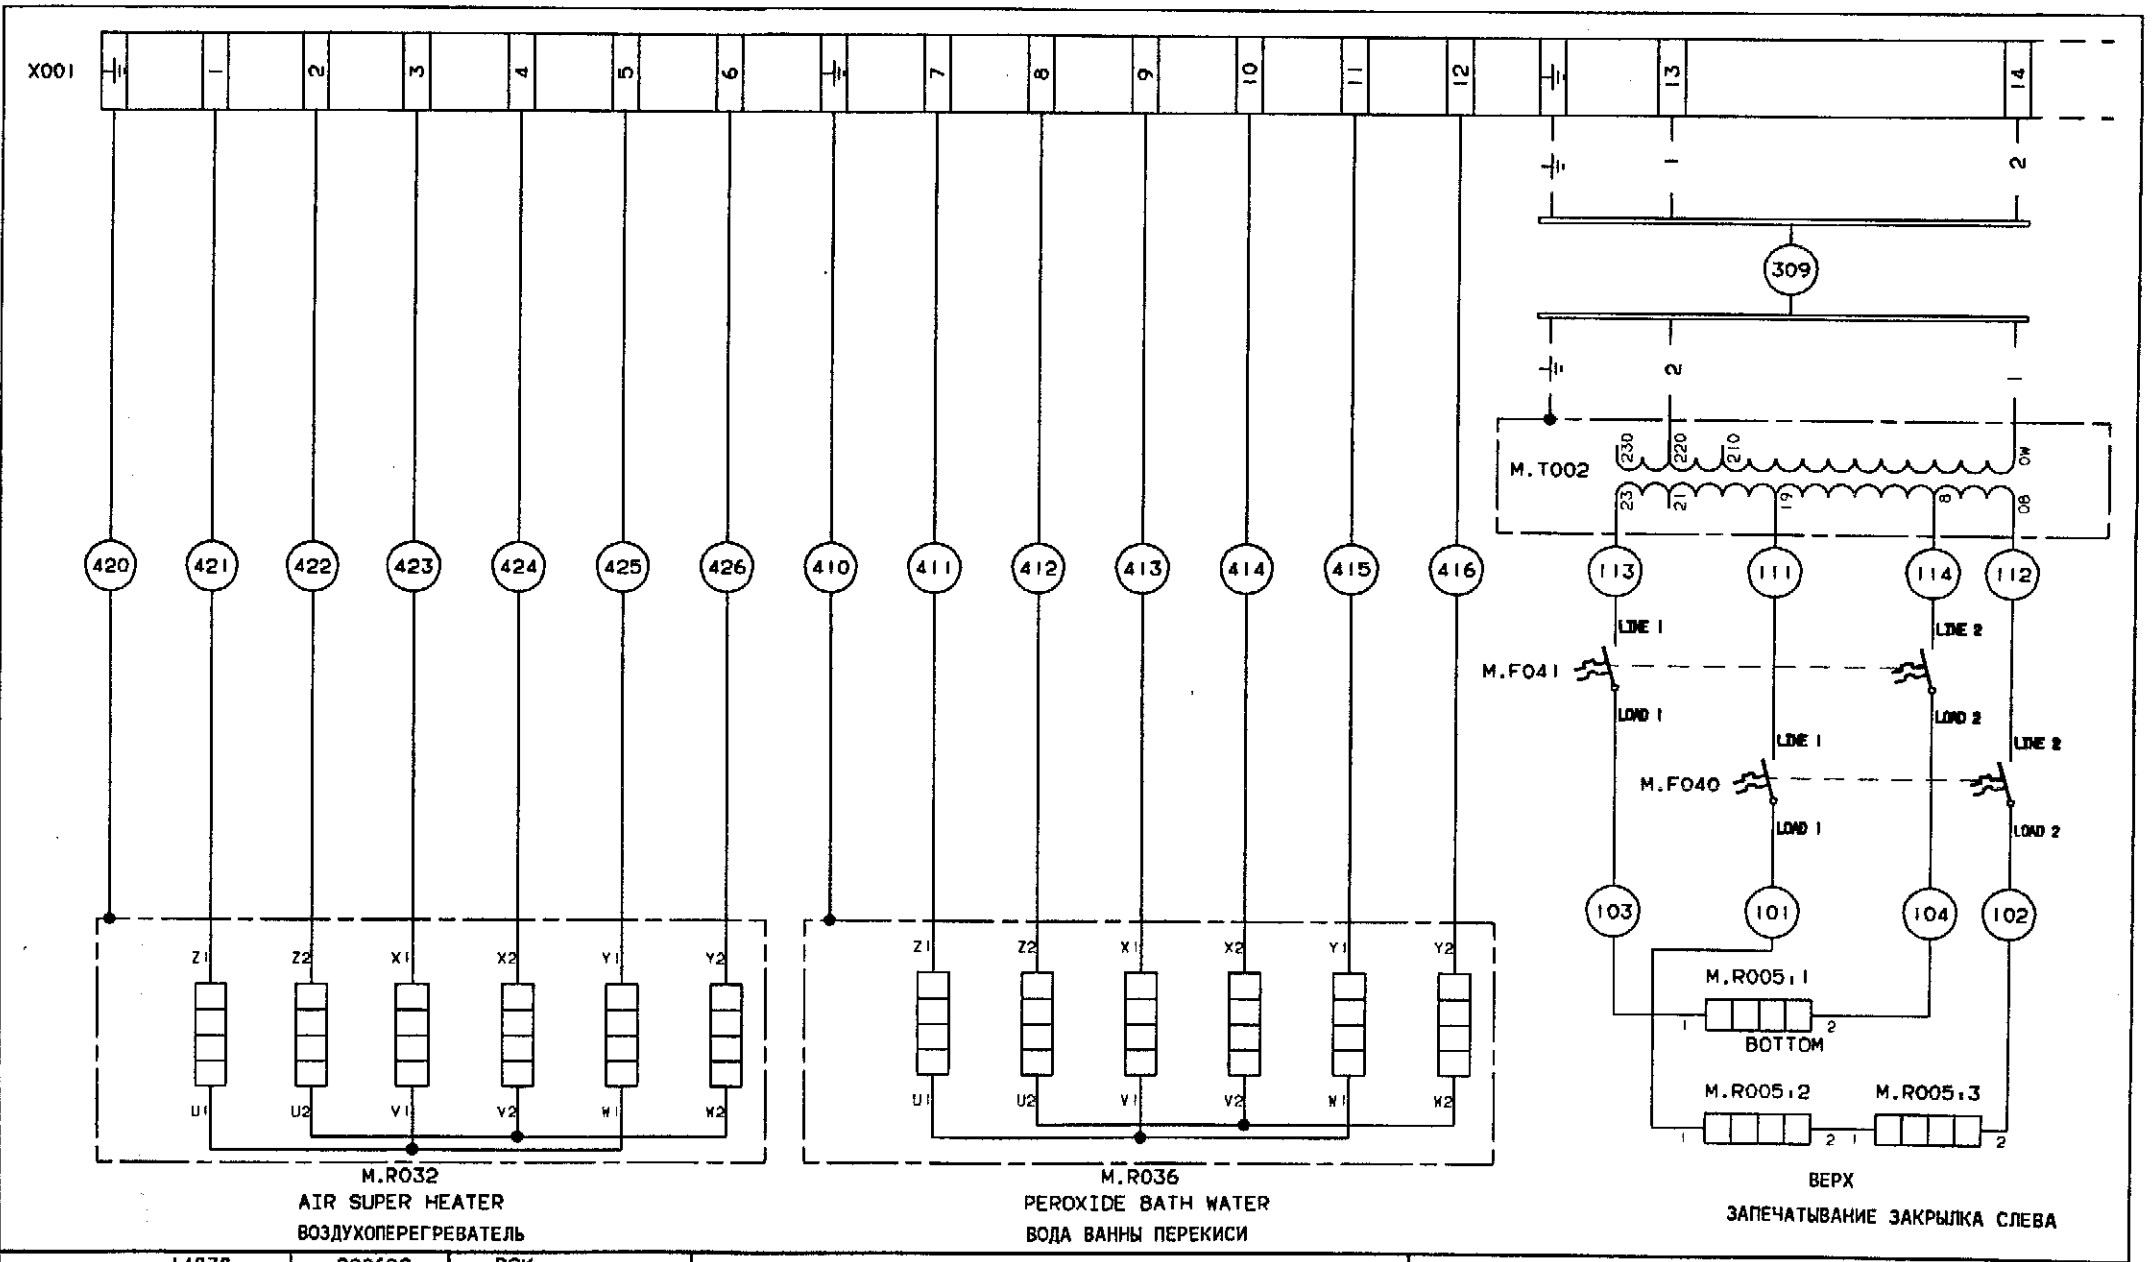 X001 1 2 3 4 5 6 7 8 9 10 11 12 13 14
1 2
309
2 1
M.T002 230 220 210 0W
23 21 19 8 0B
420 421 422 423 424 425 426 410 411 412 413 414 415 416 113 111 114 112
LINE 1 LINE 2
M.F041
LOAD 1 LOAD 2
LINE 1 LINE 2
M.F040
LOAD 1 LOAD 2
103 101 104 102
Z1 Z2 X1 X2 Y1 Y2 Z1 Z2 X1 X2 Y1 Y2
M.R005:1
1 2
BOTTOM
M.R005:2 M.R005:3
U1 U2 V1 V2 W1 W2 U1 U2 V1 V2 W1 W2
1 2 1 2
M.R032
AIR SUPER HEATER
ВОЗДУХОПЕРЕГРЕВАТЕЛЬ
M.R036
PEROXIDE BATH WATER
ВОДА ВАННЫ ПЕРЕКИСИ
ВЕРХ
ЗАПЕЧАТЫВАНИЕ ЗАКРЫЛКА СЛЕВА